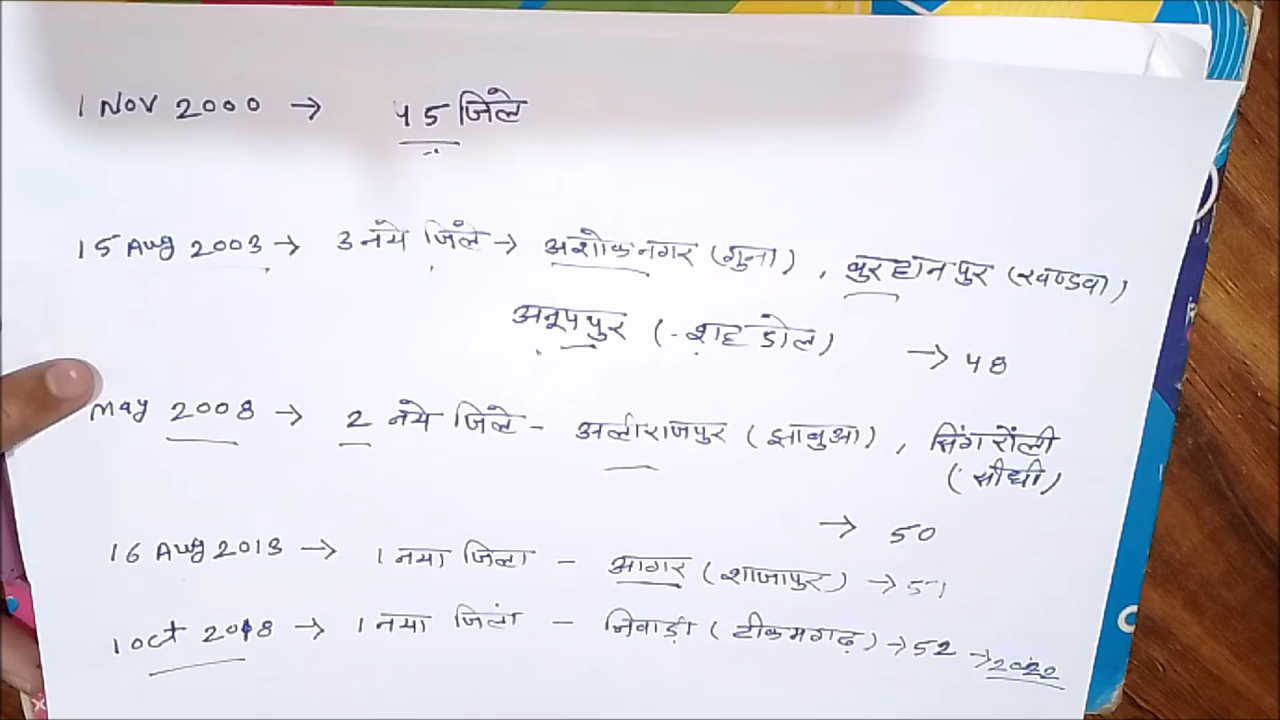 1 Nov 2000 → 45 जिले
15 Aug 2003 → 3 नये जिले → अशोकनगर (गुना) , बुरहानपुर (खण्डवा)
अनूपपुर (शहडोल) → 48
May 2008 → 2 नये जिले - अलीराजपुर (झाबुआ) , सिंगरौली
(सीधी)
→ 50
16 Aug 2013 → 1 नया जिला - आगर (शाजापुर) → 51
1 Oct 2018 → 1 नया जिला - निवाड़ी (टीकमगढ़) → 52 → 2020